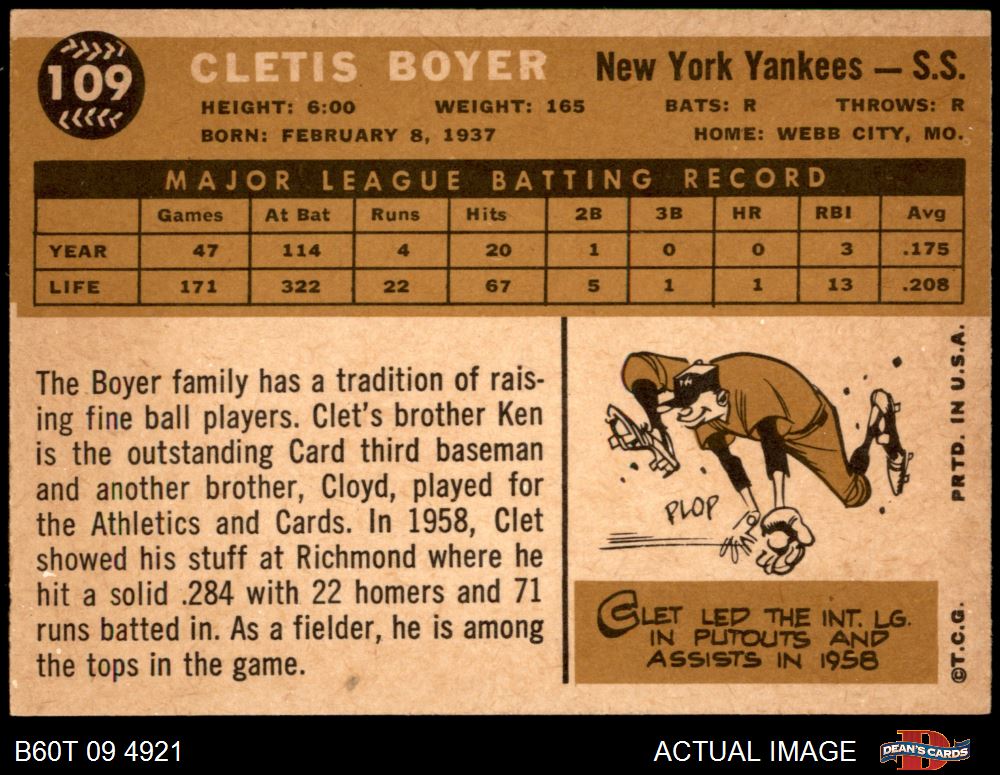 109
CLETIS BOYER
New York Yankees — S.S.
HEIGHT: 6:00 WEIGHT: 165 BATS: R THROWS: R
BORN: FEBRUARY 8, 1937 HOME: WEBB CITY, MO.
MAJOR LEAGUE BATTING RECORD
Games At Bat Runs Hits 2B 3B HR RBI Avg
YEAR 47 114 4 20 1 0 0 3 .175
LIFE 171 322 22 67 5 1 1 13 .208
The Boyer family has a tradition of rais-
ing fine ball players. Clet's brother Ken
is the outstanding Card third baseman
and another brother, Cloyd, played for
the Athletics and Cards. In 1958, Clet
showed his stuff at Richmond where he
hit a solid .284 with 22 homers and 71
runs batted in. As a fielder, he is among
the tops in the game.
PLOP
CLET LED THE INT. LG.
IN PUTOUTS AND
ASSISTS IN 1958
PRTD. IN U.S.A.
©T.C.G.
B60T 09 4921
ACTUAL IMAGE
D
DEAN'S CARDS